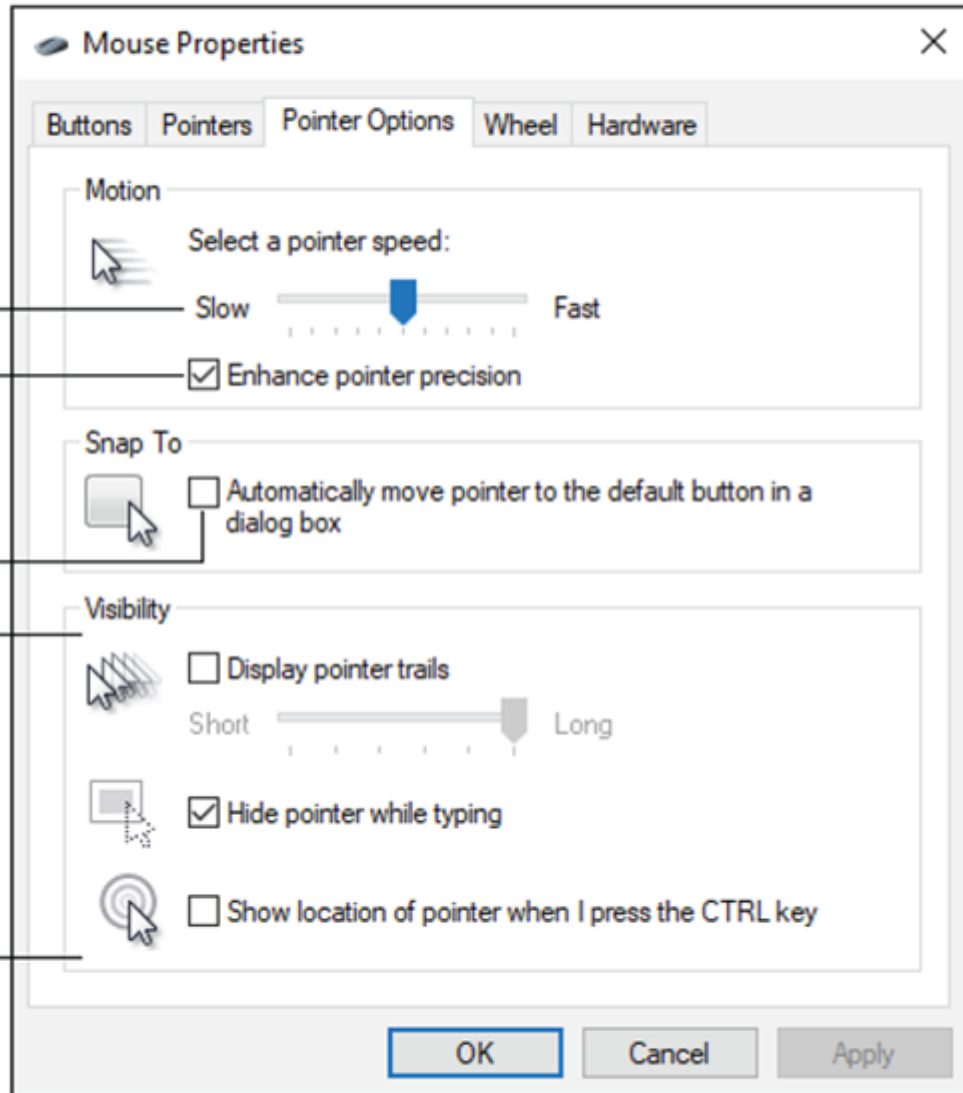 Mouse Properties
Buttons Pointers Pointer Options Wheel Hardware
Motion
Select a pointer speed:
Slow Fast
Enhance pointer precision
Snap To
Automatically move pointer to the default button in a
dialog box
Visibility
Display pointer trails
Short Long
Hide pointer while typing
Show location of pointer when I press the CTRL key
OK Cancel Apply